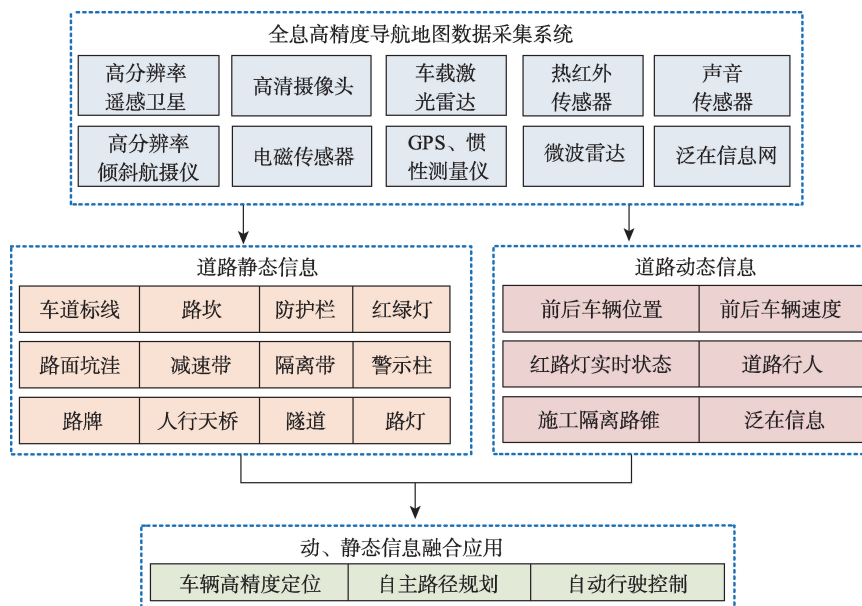 全息高精度导航地图数据采集系统
高分辨率
遥感卫星
高清摄像头
车载激
光雷达
热红外
传感器
声音
传感器
高分辨率
倾斜航摄仪
电磁传感器
GPS、惯
性测量仪
微波雷达
泛在信息网
道路静态信息
车道标线
路坎
防护栏
红绿灯
路面坑洼
减速带
隔离带
警示柱
路牌
人行天桥
隧道
路灯
道路动态信息
前后车辆位置
前后车辆速度
红路灯实时状态
道路行人
施工隔离路锥
泛在信息
动、静态信息融合应用
车辆高精度定位
自主路径规划
自动行驶控制